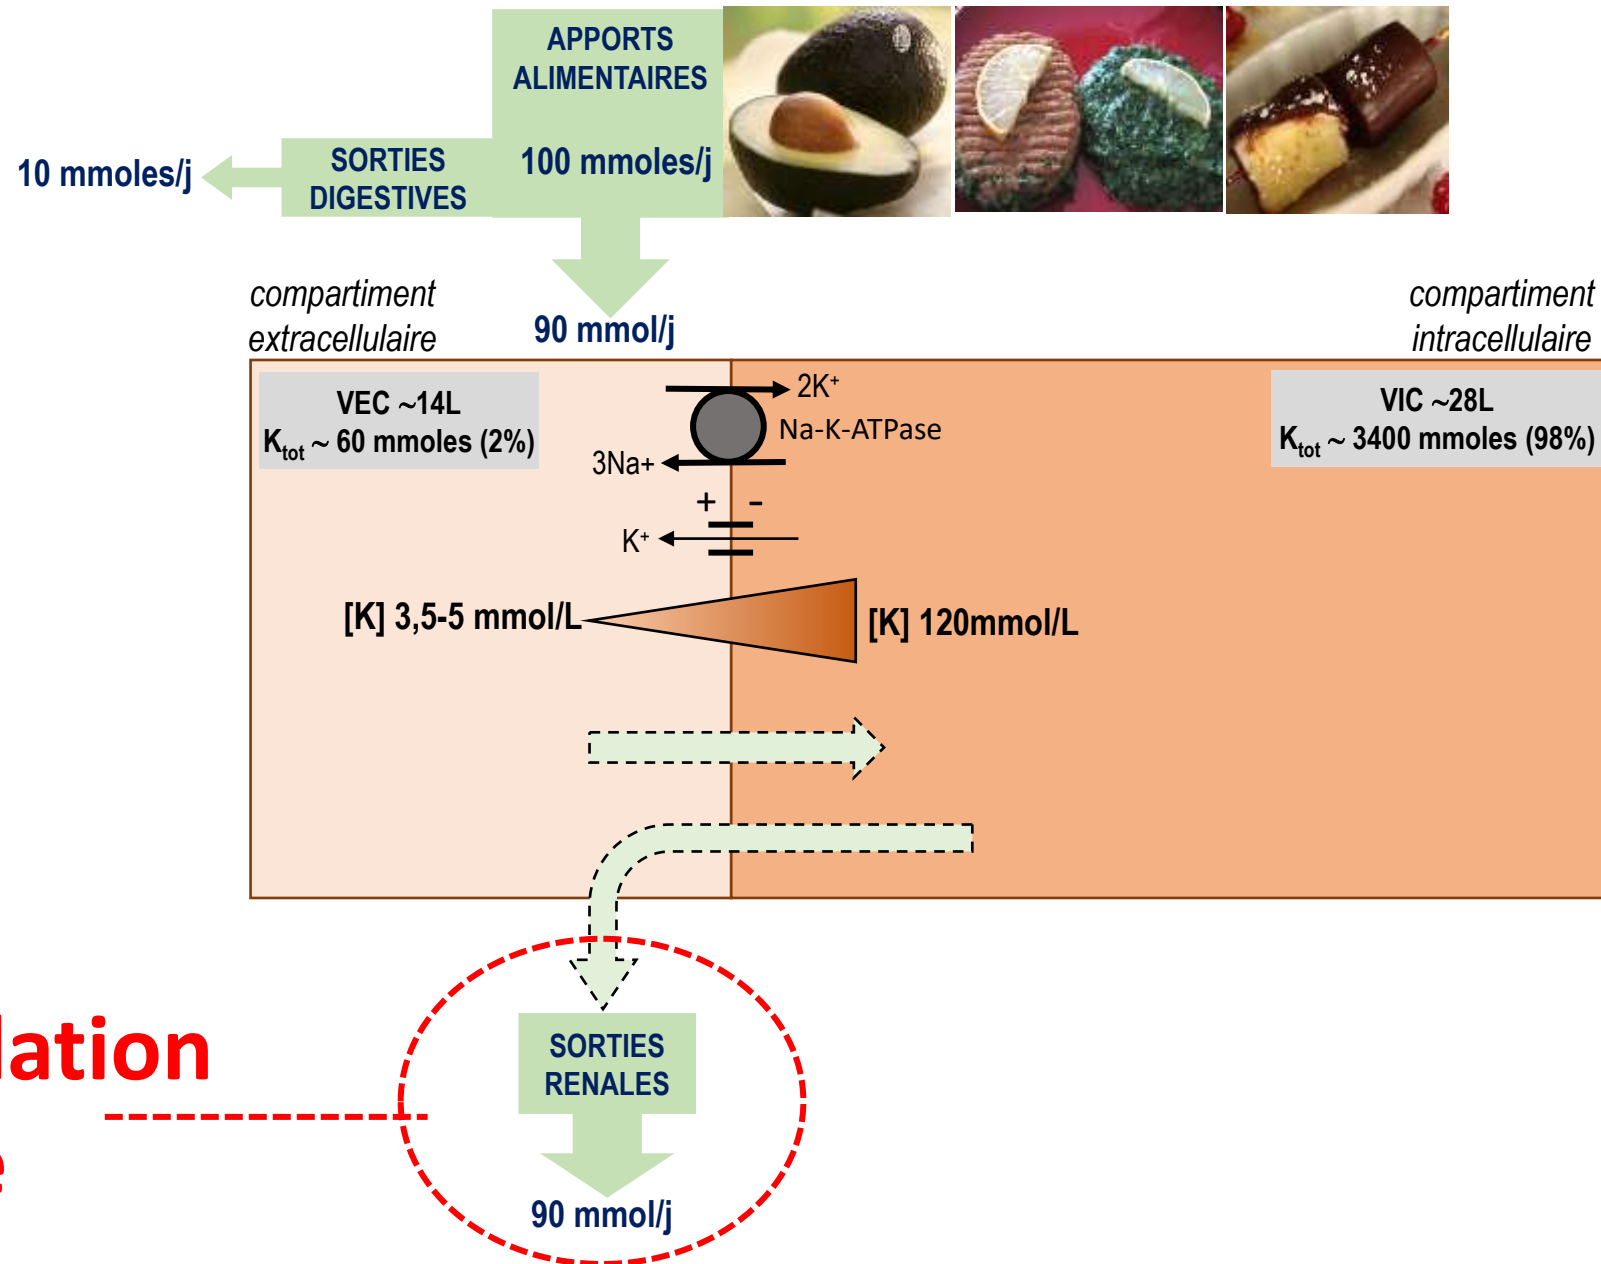 APPORTS
ALIMENTAIRES
100 mmoles/j
SORTIES
DIGESTIVES
10 mmoles/j
compartiment
extracellulaire
90 mmol/j
compartiment
intracellulaire
VEC ~14L
Ktot ~ 60 mmoles (2%)
2K+
Na-K-ATPase
3Na+
VIC ~28L
Ktot ~ 3400 mmoles (98%)
+ -
K+
[K] 3,5-5 mmol/L
[K] 120mmol/L
lation
e
SORTIES
RENALES
90 mmol/j